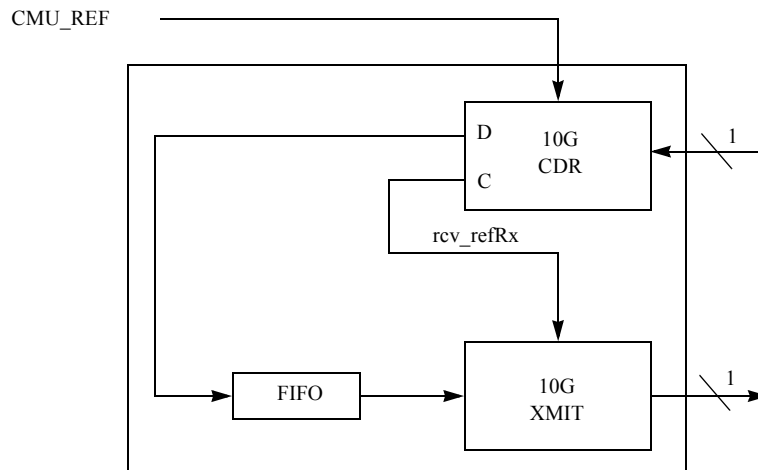 CMU_REF
1
D
10G
CDR
C
rcv_refRx
1
FIFO
10G
XMIT